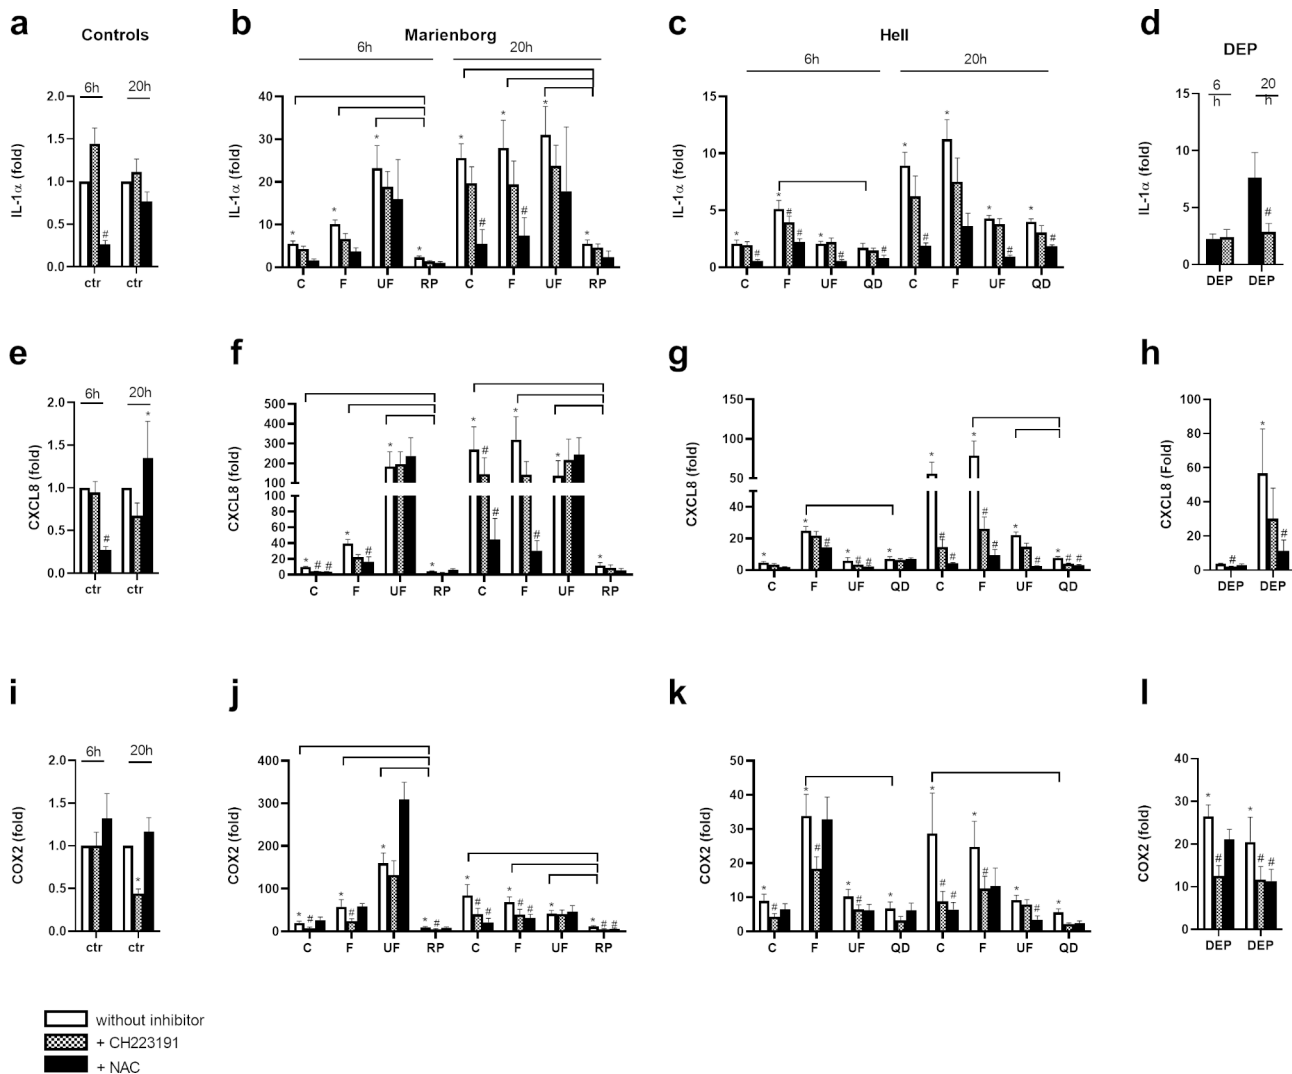 a Controls
b Marienborg
c Hell
d DEP
6h 20h
6h 20h
6h 20h
6 h 20 h
IL-1α (fold)
2.0
1.5
1.0
0.5
0.0
ctr ctr
#
IL-1α (fold)
40
30
20
10
0
* * * * * * * *
# #
C F UF RP C F UF RP
IL-1α (fold)
15
10
5
0
* * * * * * *
# # # # # # # #
C F UF QD C F UF QD
IL-1α (fold)
15
10
5
0
#
DEP DEP
e
6h 20h
CXCL8 (fold)
2.0
1.5
1.0
0.5
0.0
# *
ctr ctr
f
CXCL8 (fold)
500
400
300
200
100
100
80
60
40
20
0
* # # * # * * * # # * # * *
C F UF RP C F UF RP
g
CXCL8 (fold)
150
100
50
40
20
0
* * # * # # * * # # * # # * # * # #
C F UF QD C F UF QD
h
CXCL8 (Fold)
100
80
60
40
20
0
# * #
DEP DEP
i
6h 20h
COX2 (fold)
2.0
1.5
1.0
0.5
0.0
*
ctr ctr
j
COX2 (fold)
400
300
200
100
0
* # * # * * # * # # * # # * * # #
C F UF RP C F UF RP
k
COX2 (fold)
50
40
30
20
10
0
* # * # * # * * # # * # * # *
C F UF QD C F UF QD
l
COX2 (fold)
40
20
20
10
0
* # * # #
DEP DEP
without inhibitor
+ CH223191
+ NAC